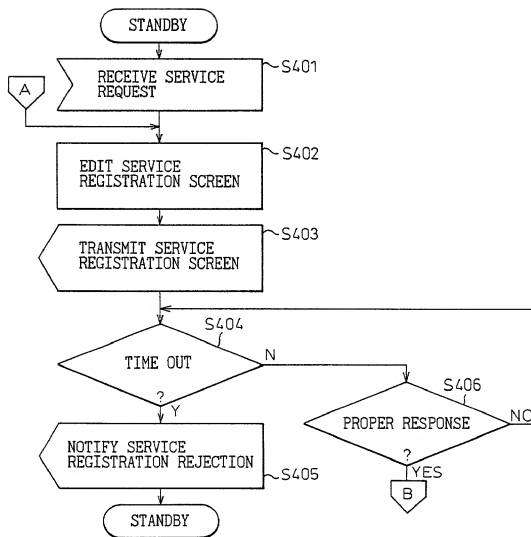 STANDBY
S401
RECEIVE SERVICE
REQUEST
A
S402
EDIT SERVICE
REGISTRATION SCREEN
S403
TRANSMIT SERVICE
REGISTRATION SCREEN
S404
TIME OUT
N
?
Y
S406
PROPER RESPONSE
NO
?
YES
B
NOTIFY SERVICE
REGISTRATION REJECTION
S405
STANDBY